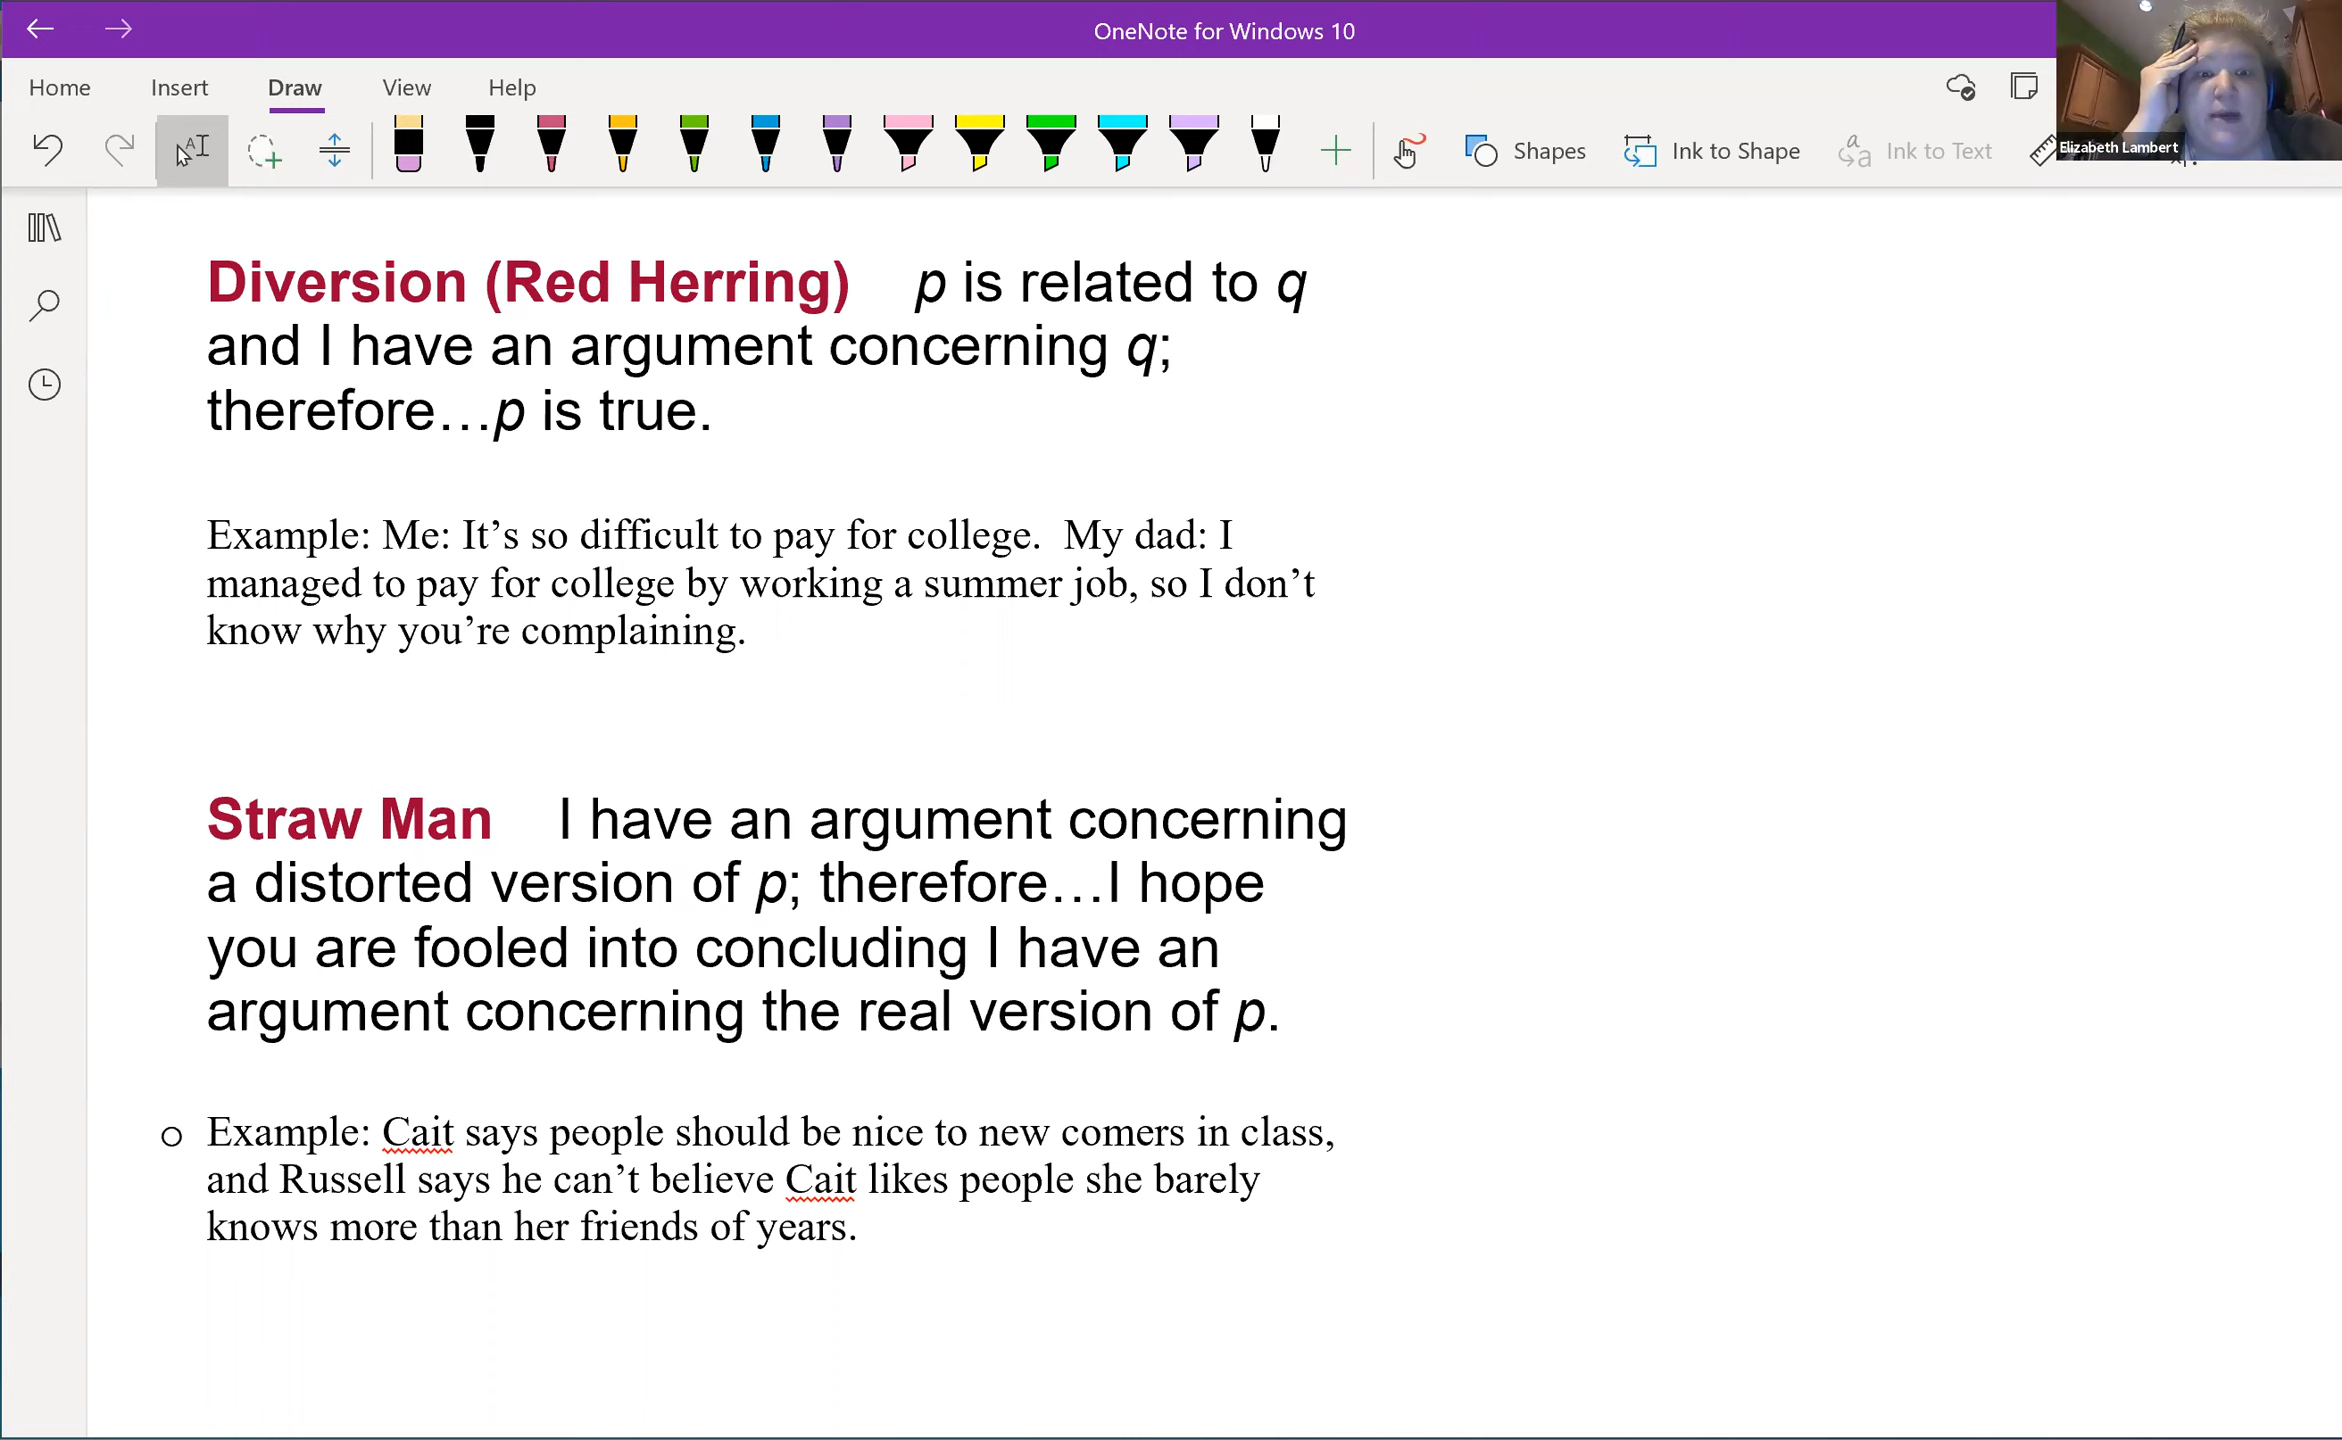 OneNote for Windows 10
Home Insert Draw View Help
Shapes Ink to Shape Ink to Text
Elizabeth Lambert
Diversion (Red Herring) p is related to q
and I have an argument concerning q;
therefore…p is true.
Example: Me: It’s so difficult to pay for college. My dad: I
managed to pay for college by working a summer job, so I don’t
know why you’re complaining.
Straw Man I have an argument concerning
a distorted version of p; therefore…I hope
you are fooled into concluding I have an
argument concerning the real version of p.
o Example: Cait says people should be nice to new comers in class,
and Russell says he can’t believe Cait likes people she barely
knows more than her friends of years.